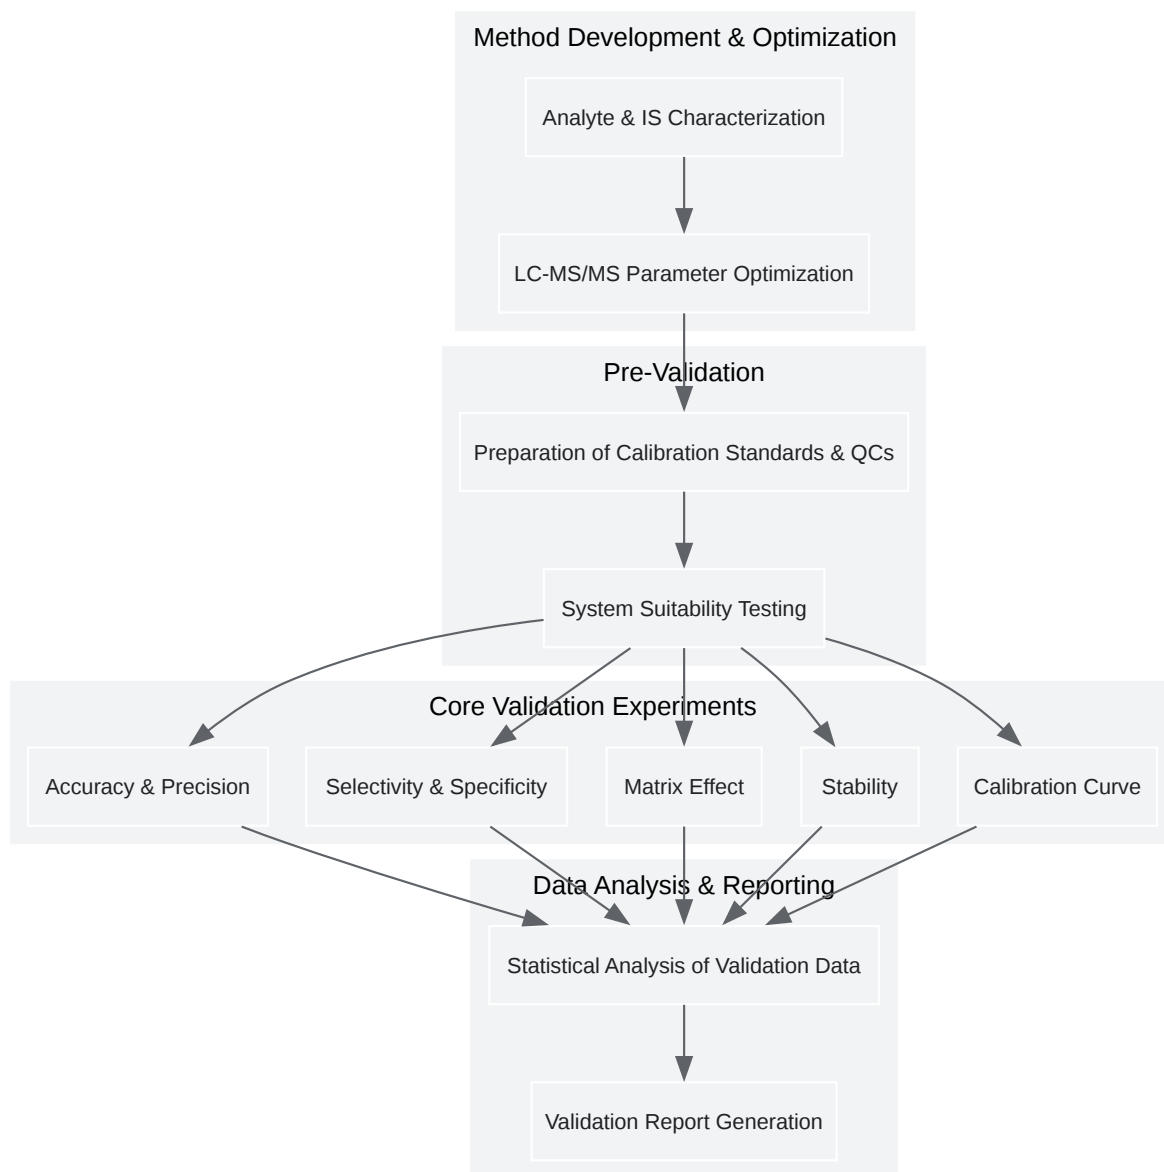 Method Development & Optimization
Analyte & IS Characterization
LC-MS/MS Parameter Optimization
Pre-Validation
Preparation of Calibration Standards & QCs
System Suitability Testing
Core Validation Experiments
Accuracy & Precision
Selectivity & Specificity
Matrix Effect
Stability
Calibration Curve
Data Analysis & Reporting
Statistical Analysis of Validation Data
Validation Report Generation